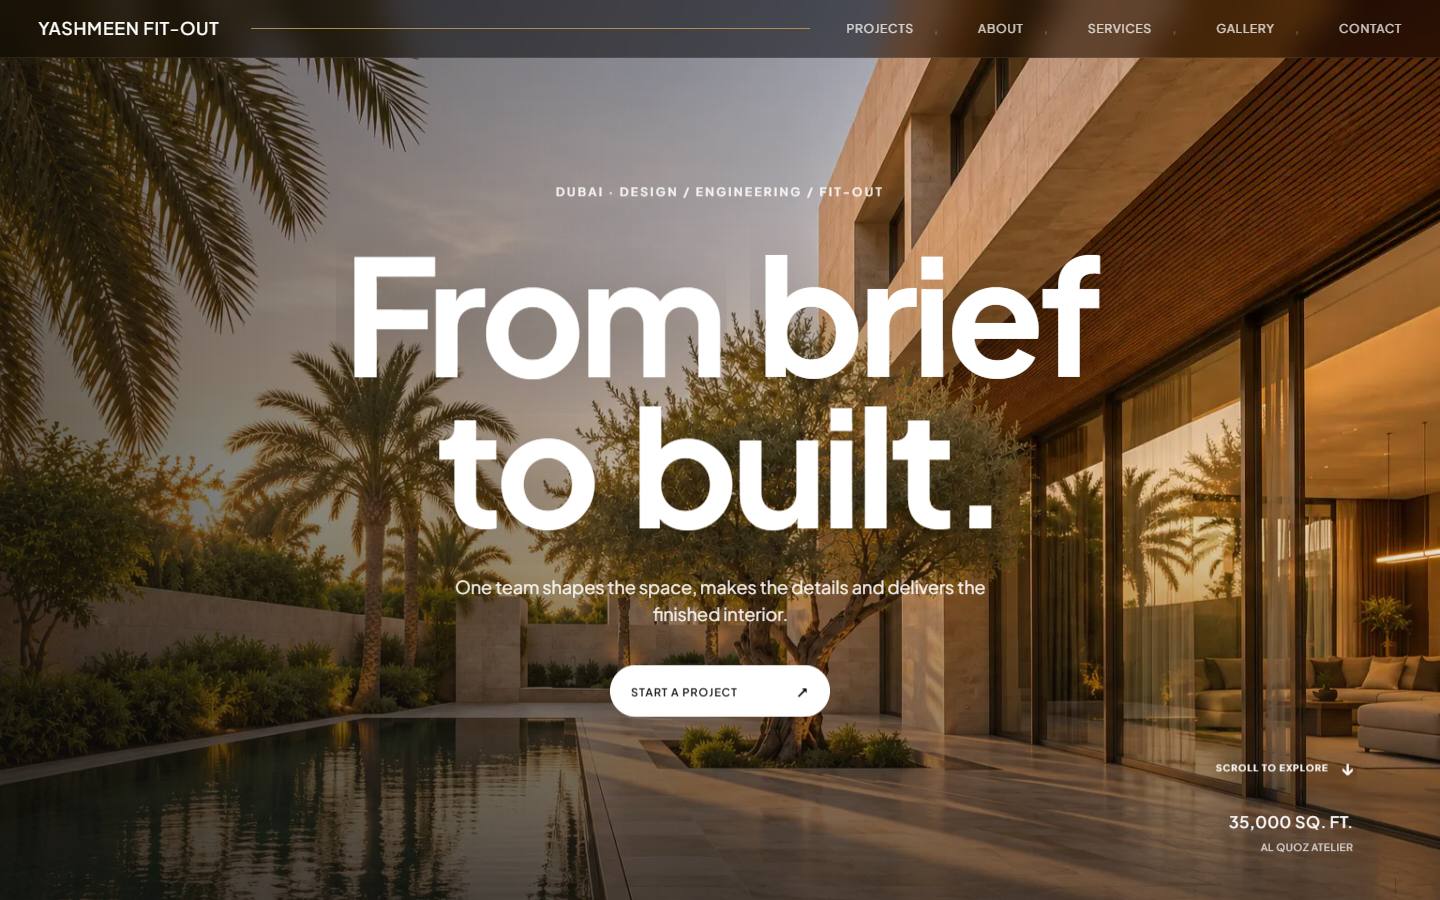 YASHMEEN FIT-OUT
PROJECTS
ABOUT
SERVICES
GALLERY
CONTACT
DUBAI · DESIGN / ENGINEERING / FIT-OUT
From brief
to built.
One team shapes the space, makes the details and delivers the
finished interior.
START A PROJECT ↗
SCROLL TO EXPLORE ↓
35,000 SQ. FT.
AL QUOZ ATELIER